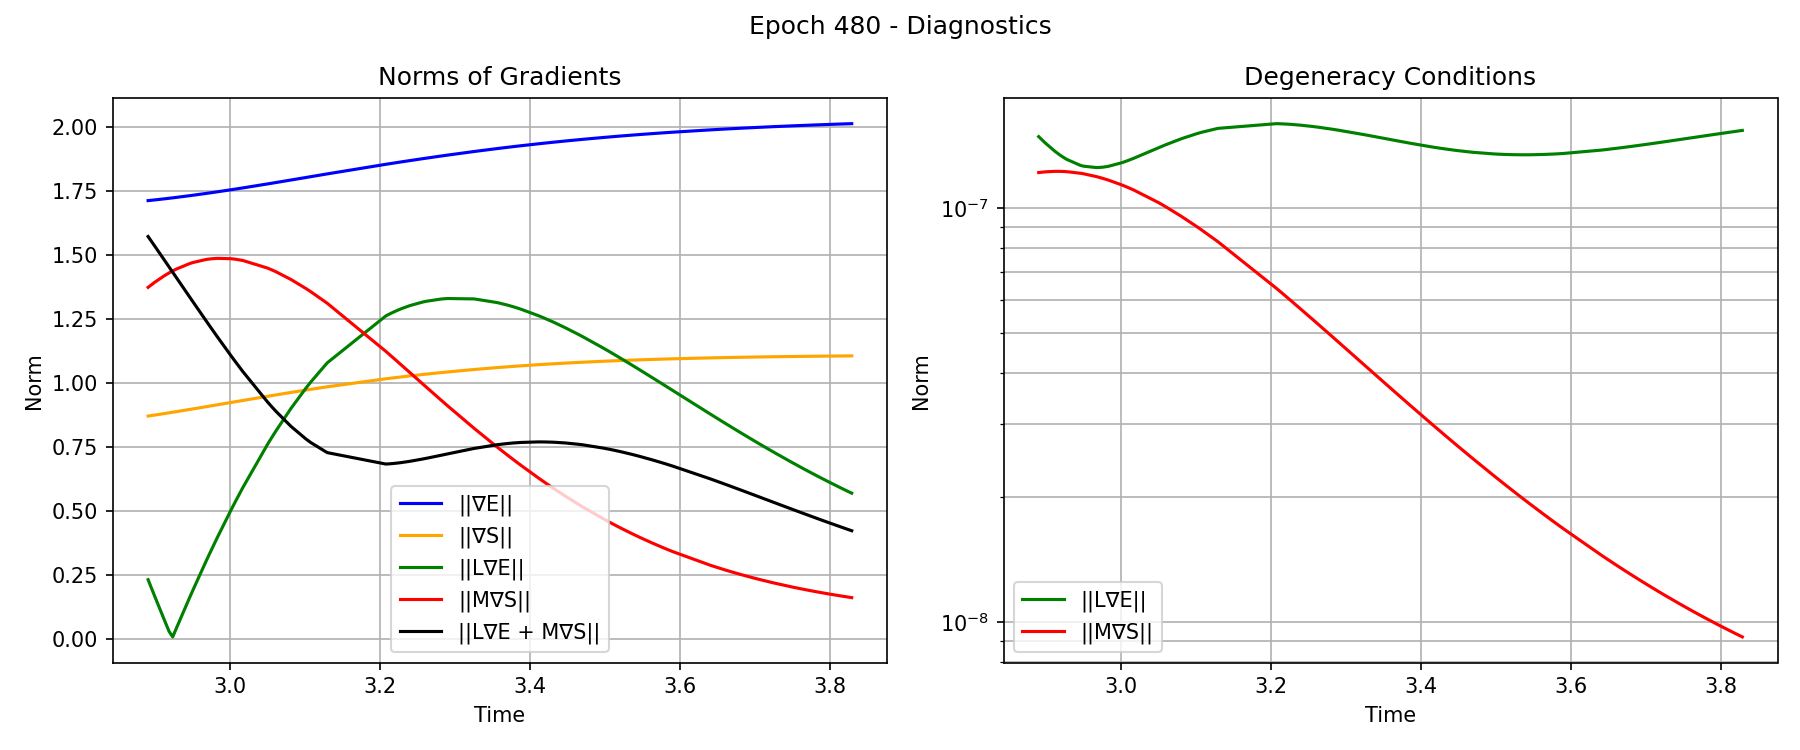 Epoch 480 - Diagnostics
Norms of Gradients
Norm
2.00
1.75
1.50
1.25
1.00
0.75
0.50
0.25
0.00
||∇E||
||∇S||
||L∇E||
||M∇S||
||L∇E + M∇S||
3.0 3.2 3.4 3.6 3.8
Time
Degeneracy Conditions
Norm
10⁻⁷
10⁻⁸
||L∇E||
||M∇S||
3.0 3.2 3.4 3.6 3.8
Time